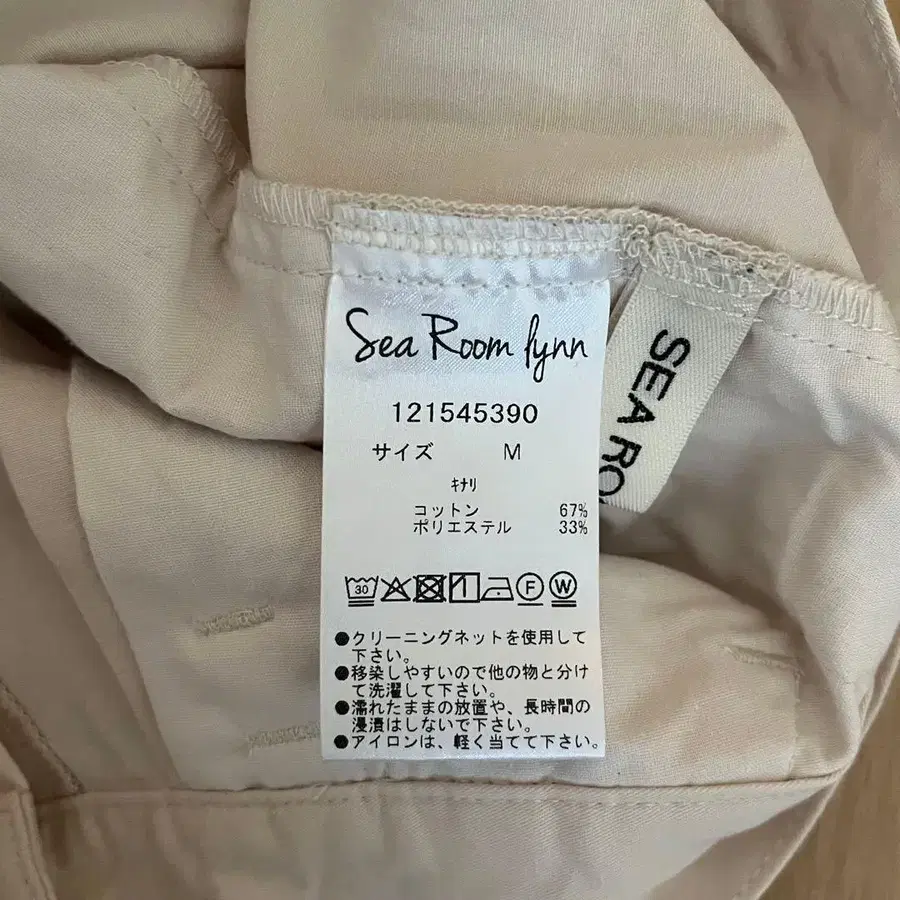 Sea Room lynn
121545390
サイズ M
ｷﾅﾘ
コットン 67%
ポリエステル 33%
30
F W
●クリーニングネットを使用して
下さい。
●移染しやすいので他の物と分け
て洗濯して下さい。
●濡れたままの放置や、長時間の
浸漬はしないで下さい。
●アイロンは、軽く当てて下さい。
SEA RO